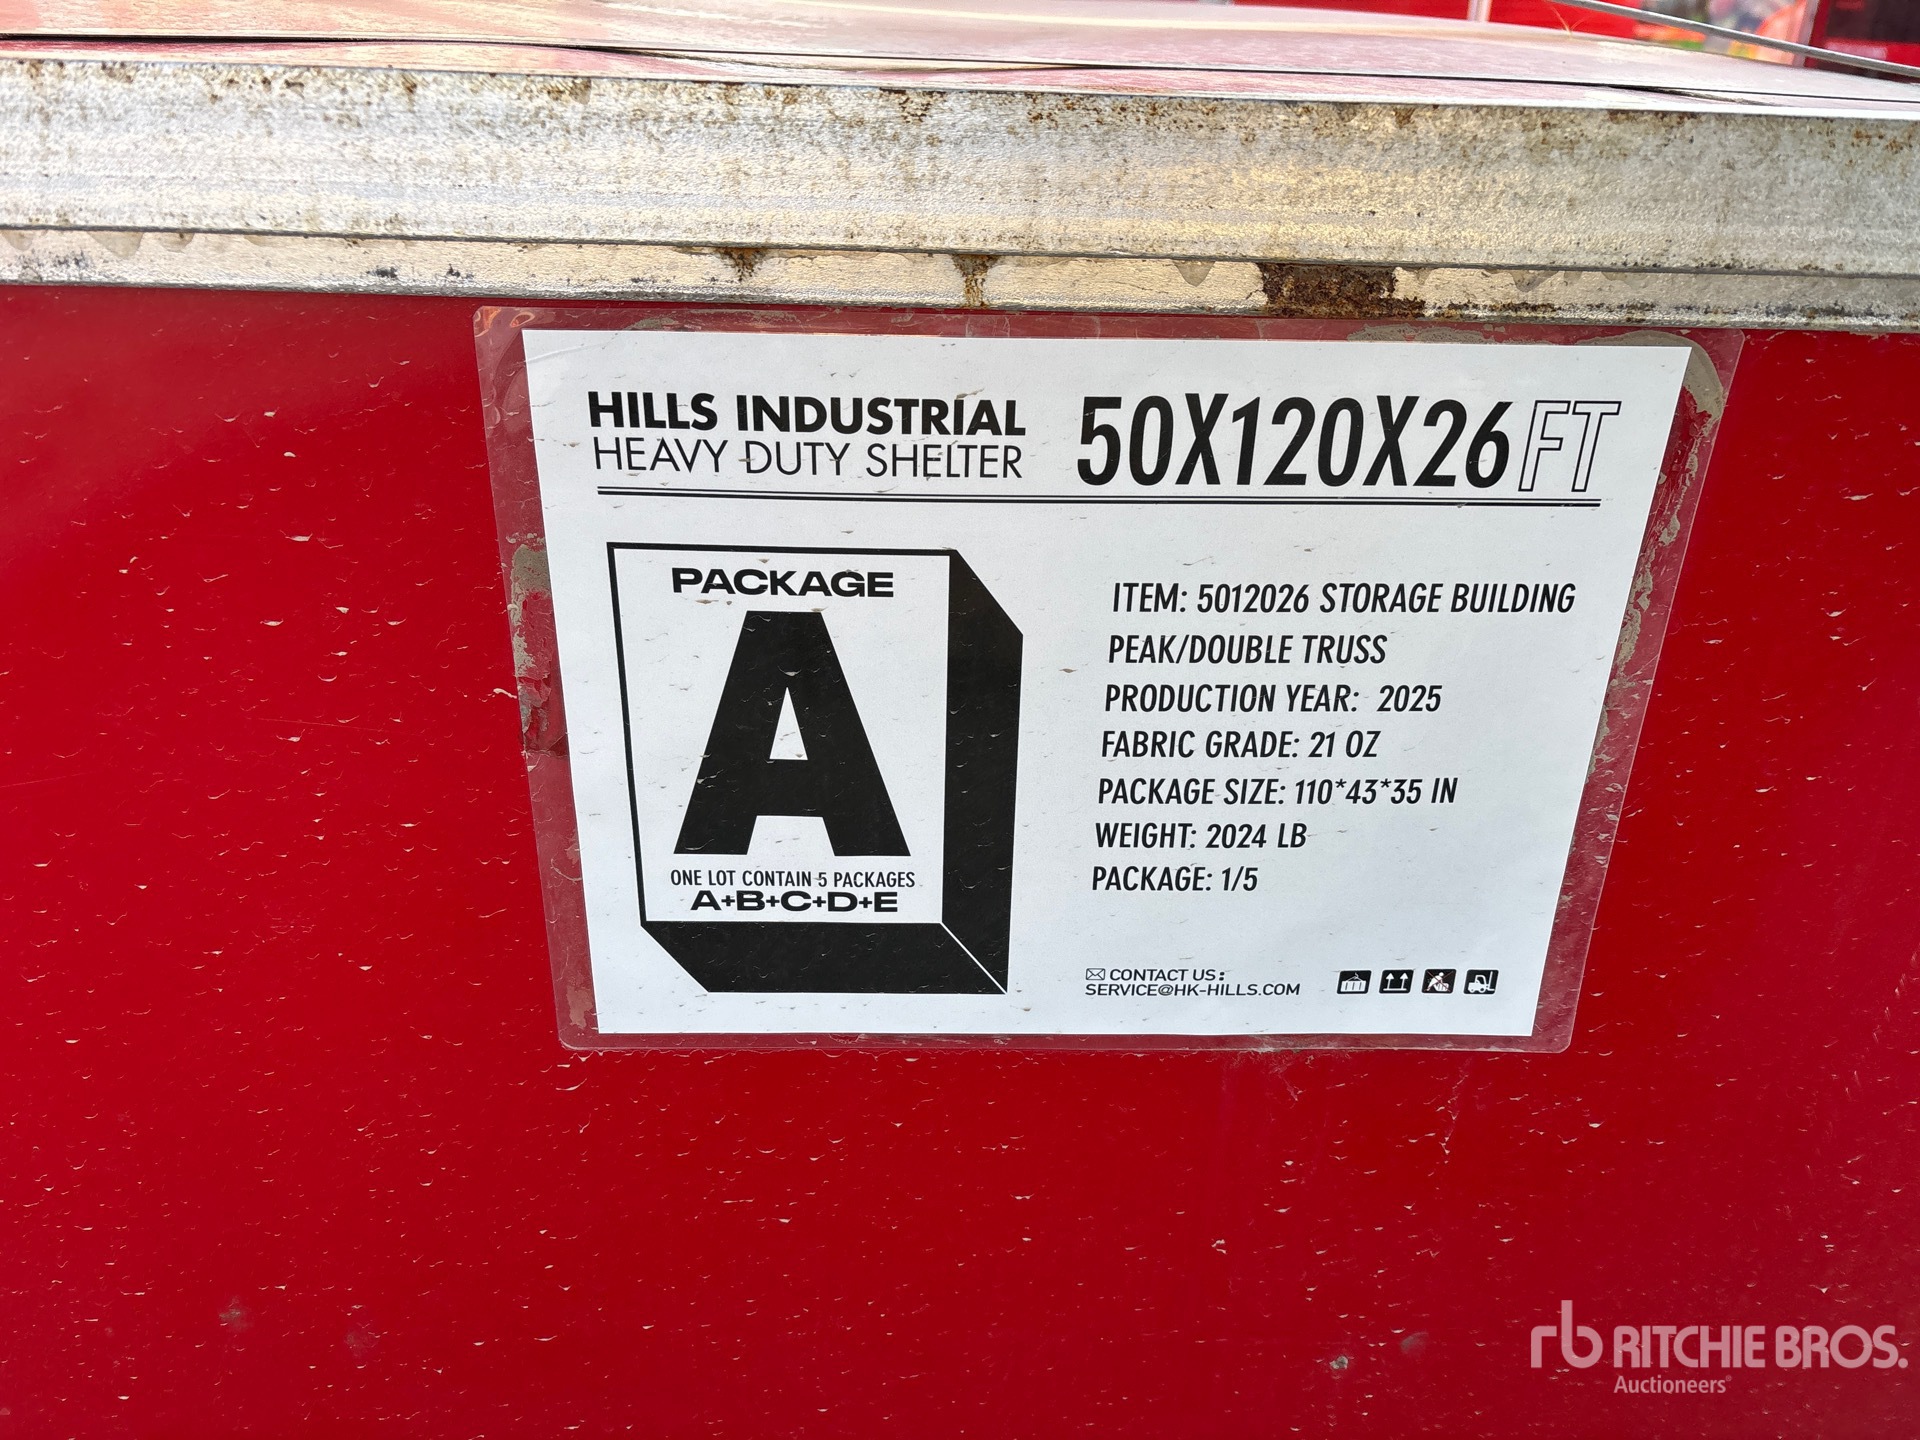 HILLS INDUSTRIAL
HEAVY DUTY SHELTER
50X120X26FT
PACKAGE
A
ONE LOT CONTAIN 5 PACKAGES
A+B+C+D+E
ITEM: 5012026 STORAGE BUILDING
PEAK/DOUBLE TRUSS
PRODUCTION YEAR: 2025
FABRIC GRADE: 21 OZ
PACKAGE SIZE: 110*43*35 IN
WEIGHT: 2024 LB
PACKAGE: 1/5
CONTACT US:
SERVICE@HK-HILLS.COM
rb RITCHIE BROS.
Auctioneers